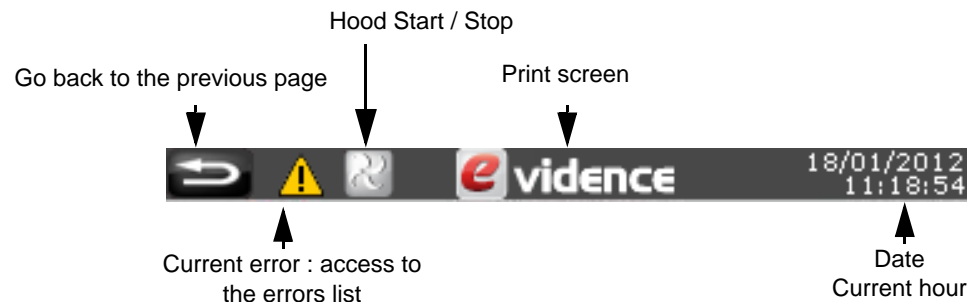 Hood Start / Stop
Go back to the previous page
Print screen
evidence
18/01/2012
11:18:54
Current error : access to
the errors list
Date
Current hour